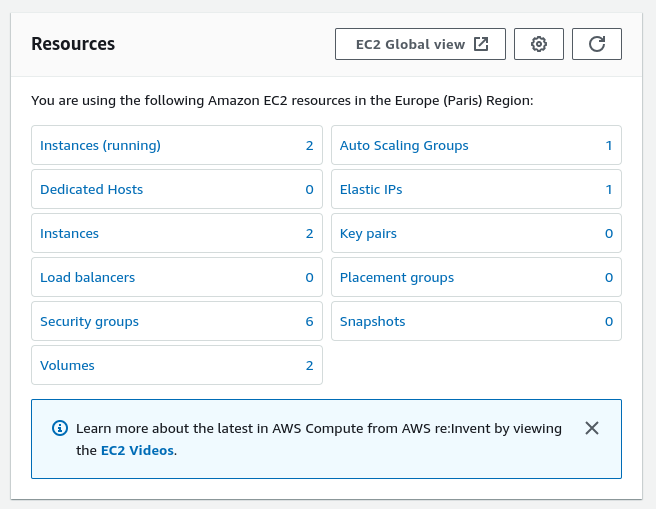 Resources
EC2 Global view
You are using the following Amazon EC2 resources in the Europe (Paris) Region:
Instances (running) 2
Auto Scaling Groups 1
Dedicated Hosts 0
Elastic IPs 1
Instances 2
Key pairs 0
Load balancers 0
Placement groups 0
Security groups 6
Snapshots 0
Volumes 2
Learn more about the latest in AWS Compute from AWS re:Invent by viewing
the EC2 Videos.